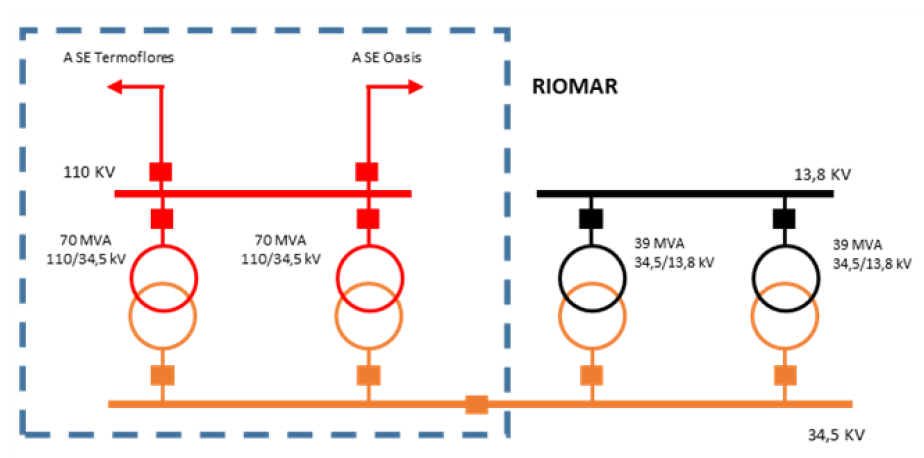 A SE Termoflores
A SE Oasis
RIOMAR
110 KV
13,8 KV
70 MVA
110/34,5 kV
70 MVA
110/34,5 kV
39 MVA
34,5/13,8 kV
39 MVA
34,5/13,8 kV
34,5 KV